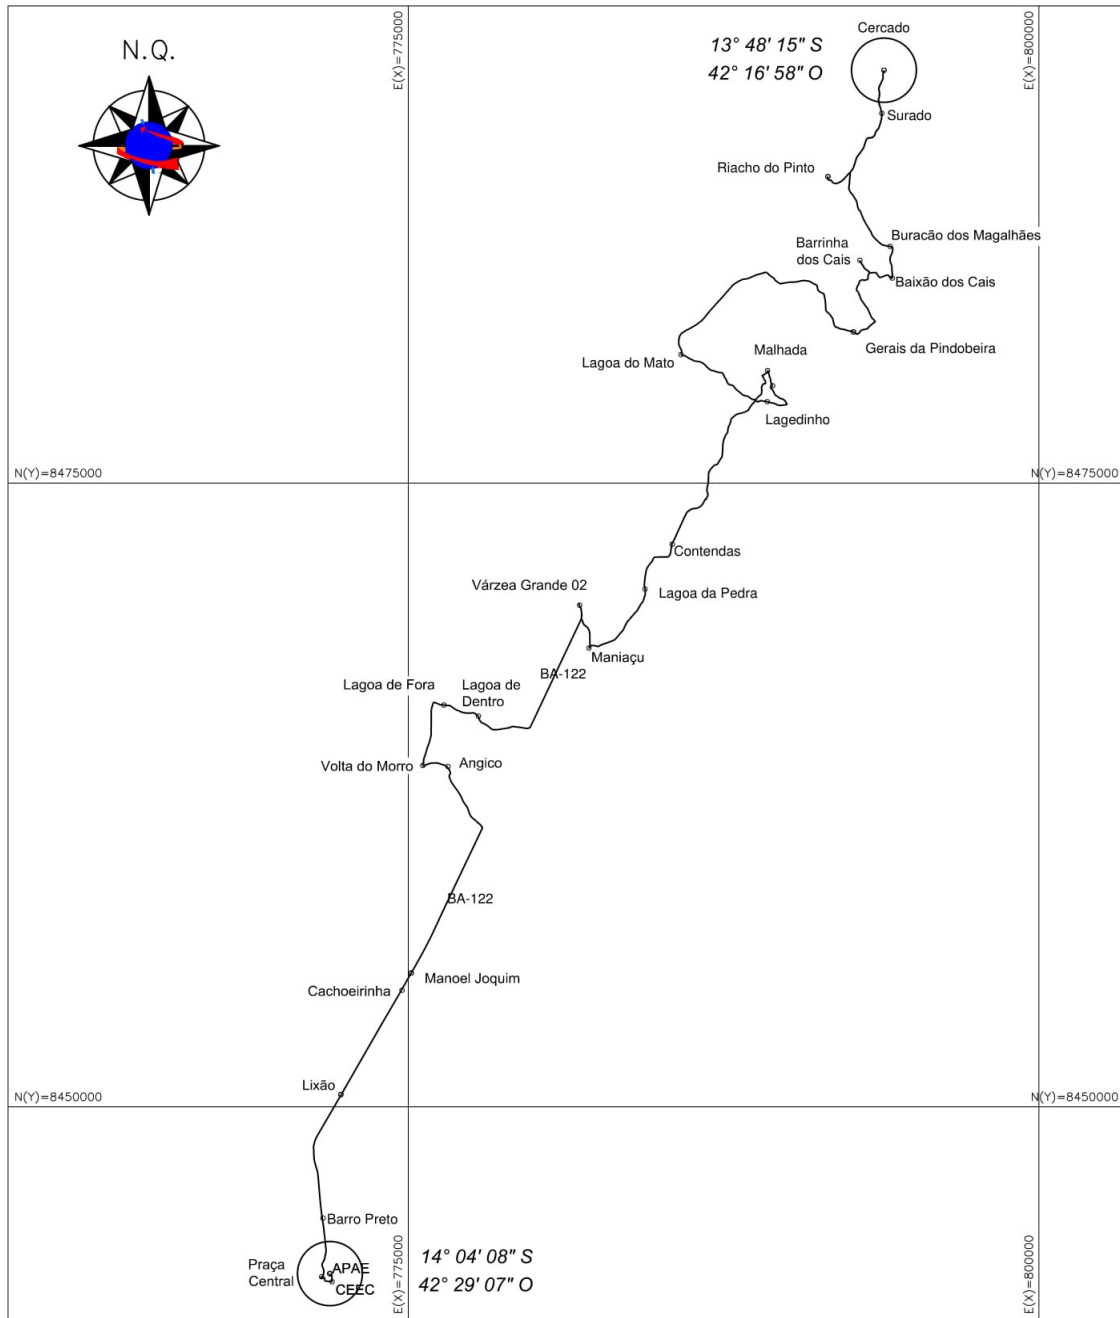 N.Q.
E(X)=775000
13° 48' 15" S
42° 16' 58" O
Cercado
E(X)=800000
Surado
Riacho do Pinto
Buracão dos Magalhães
Barrinha
dos Cais
Baixão dos Cais
Gerais da Pindobeira
Malhada
Lagoa do Mato
Lagedinho
N(Y)=8475000
N(Y)=8475000
Contendas
Várzea Grande 02
Lagoa da Pedra
Maniaçu
BA-122
Lagoa de Fora
Lagoa de
Dentro
Volta do Morro
Angico
BA-122
Manoel Joquim
Cachoeirinha
Lixão
N(Y)=8450000
N(Y)=8450000
Barro Preto
Praça
Central
APAE
CEEC
E(X)=775000
14° 04' 08" S
42° 29' 07" O
E(X)=800000